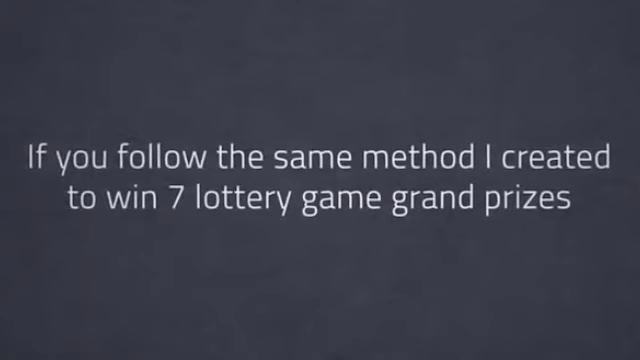 If you follow the same method I created
to win 7 lottery game grand prizes